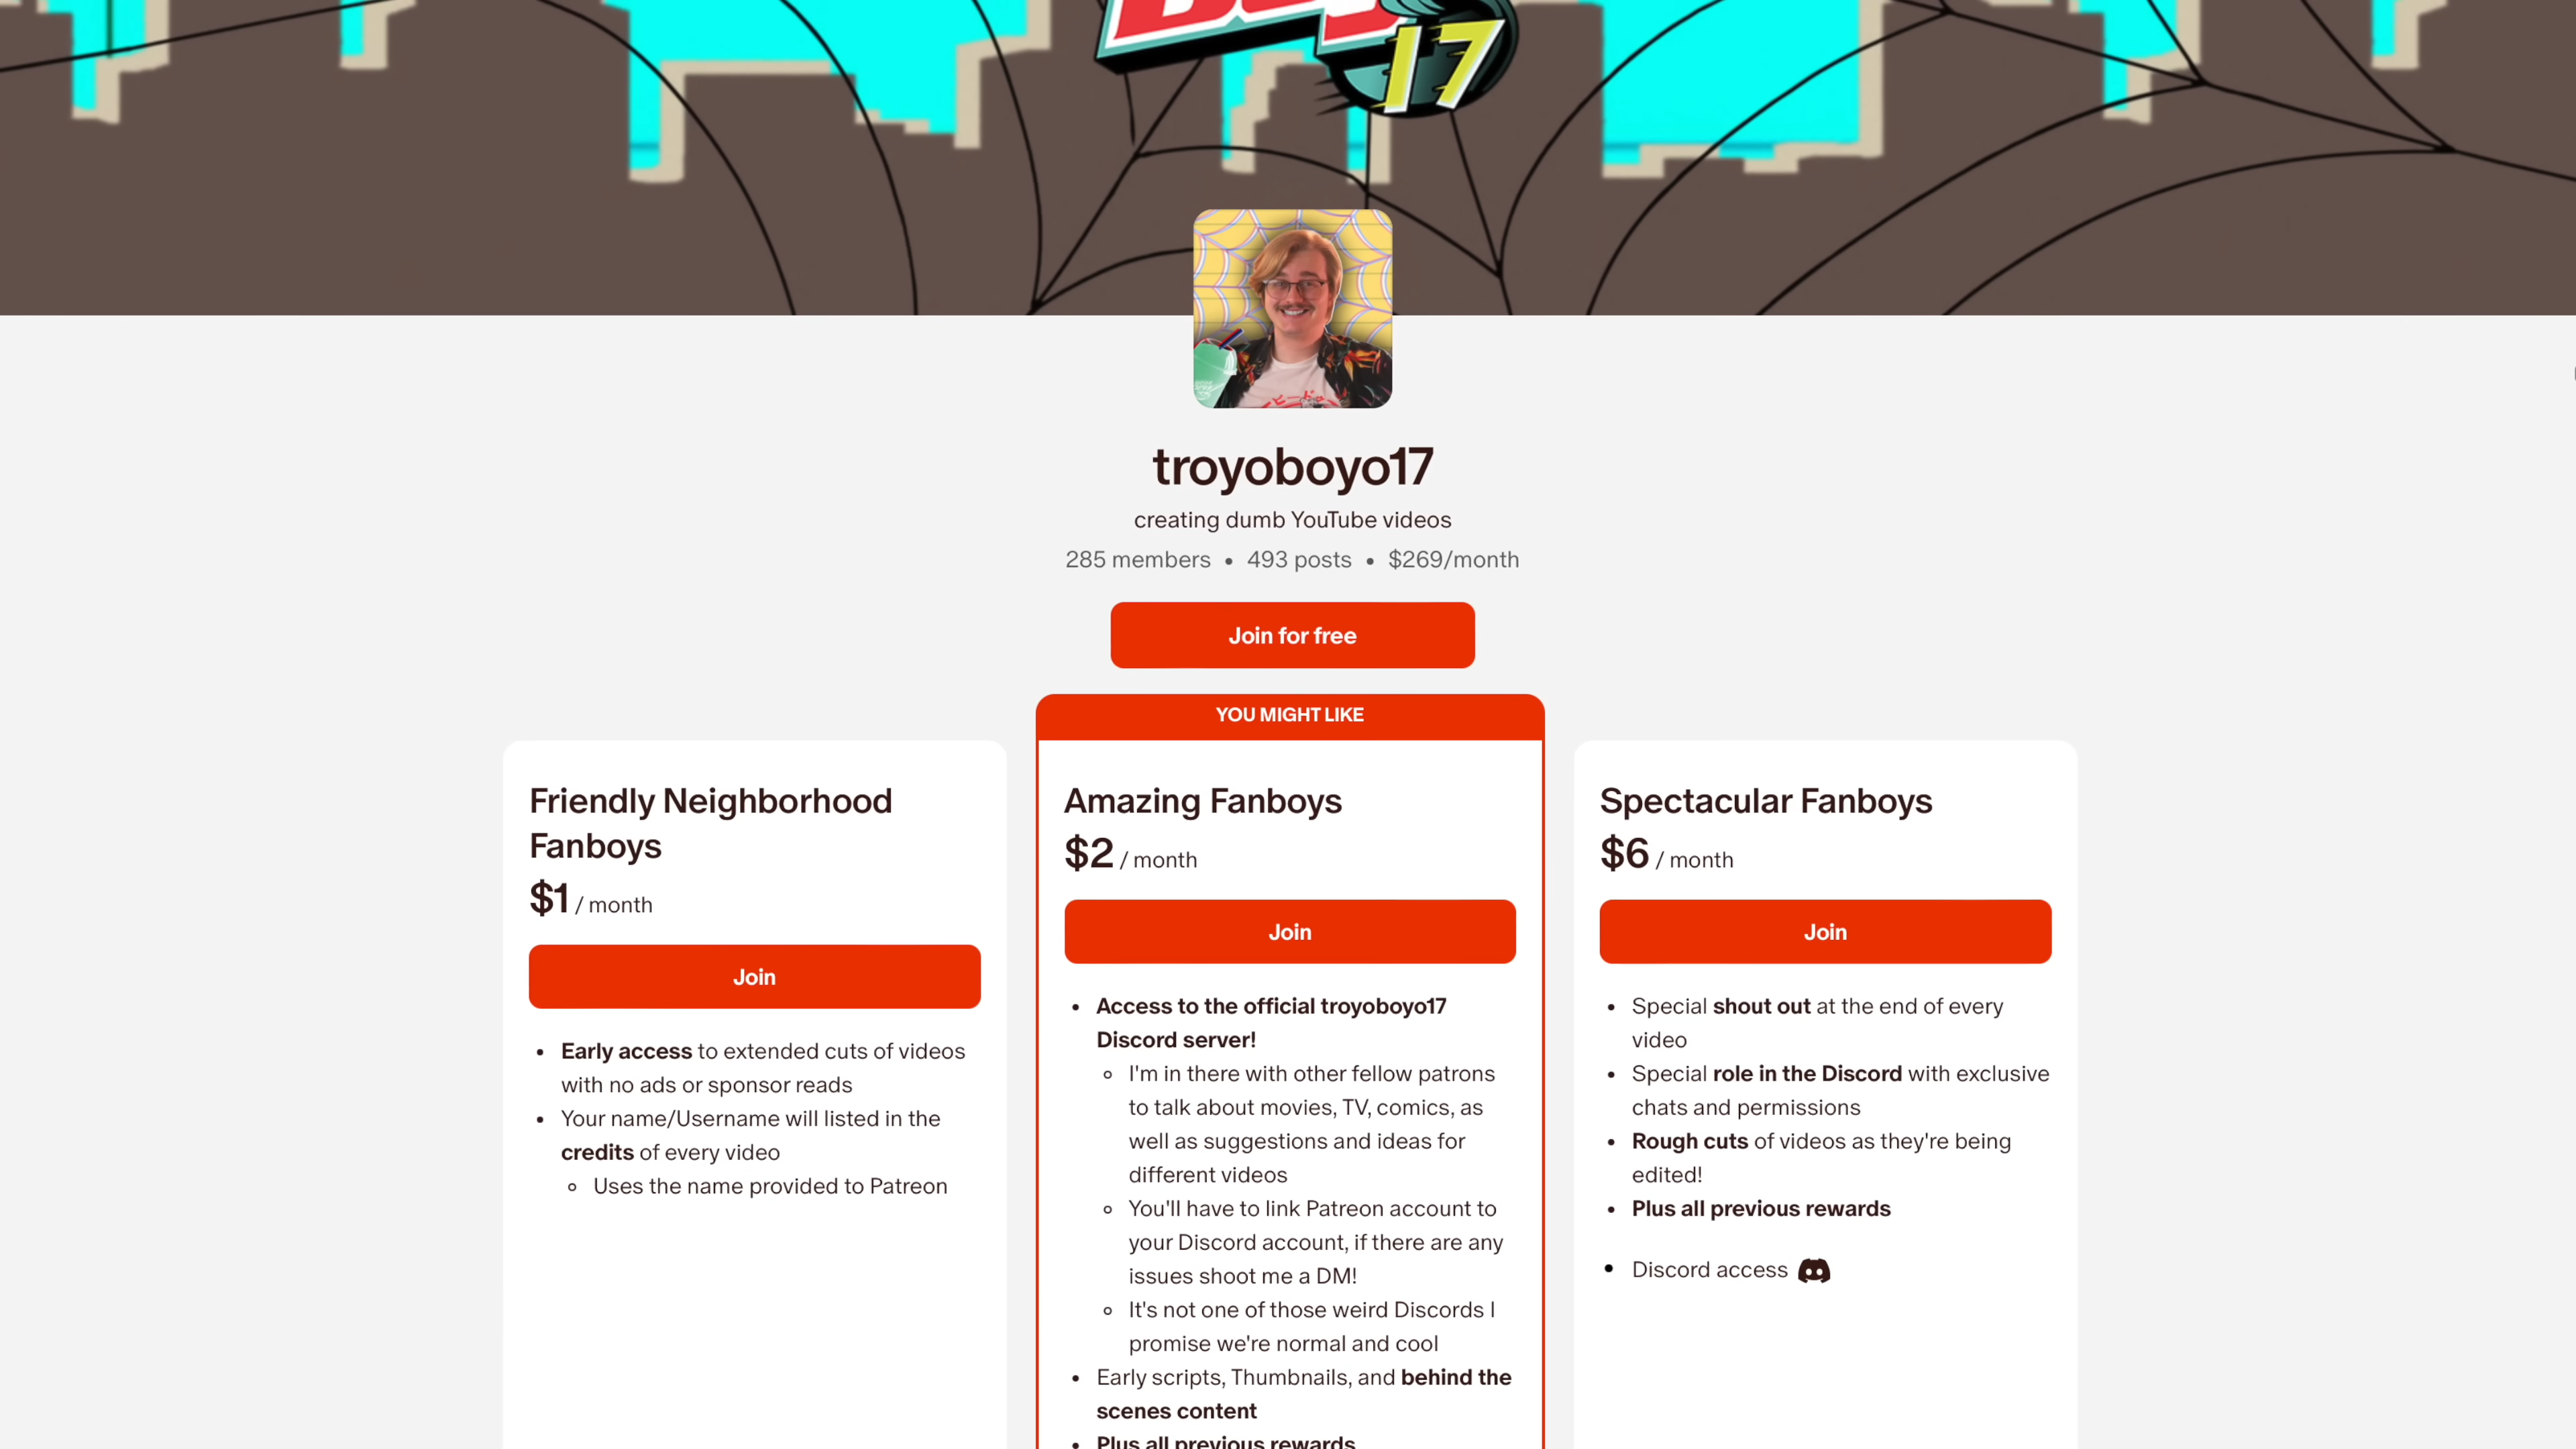 17
troyoboyo17
creating dumb YouTube videos
285 members • 493 posts • $269/month
Join for free
YOU MIGHT LIKE
Friendly Neighborhood
Fanboys
$1 / month
Join
• Early access to extended cuts of videos
with no ads or sponsor reads
• Your name/Username will listed in the
credits of every video
◦ Uses the name provided to Patreon
Amazing Fanboys
$2 / month
Join
• Access to the official troyoboyo17
Discord server!
◦ I'm in there with other fellow patrons
to talk about movies, TV, comics, as
well as suggestions and ideas for
different videos
◦ You'll have to link Patreon account to
your Discord account, if there are any
issues shoot me a DM!
◦ It's not one of those weird Discords I
promise we're normal and cool
• Early scripts, Thumbnails, and behind the
scenes content
• Plus all previous rewards
Spectacular Fanboys
$6 / month
Join
• Special shout out at the end of every
video
• Special role in the Discord with exclusive
chats and permissions
• Rough cuts of videos as they're being
edited!
• Plus all previous rewards
• Discord access